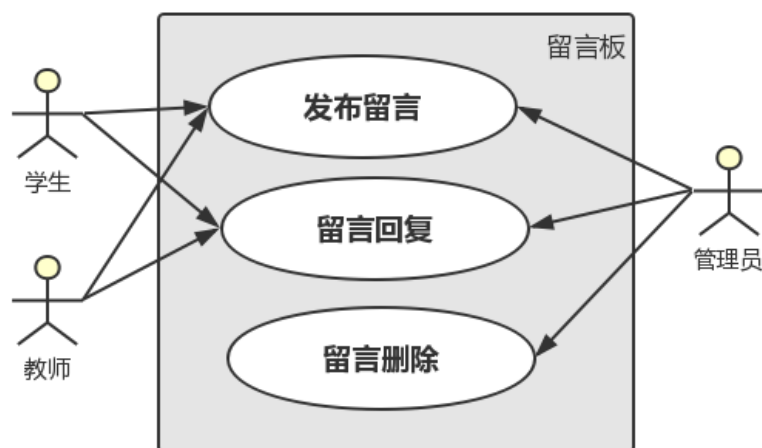 留言板
发布留言
学生
留言回复
管理员
教师
留言删除